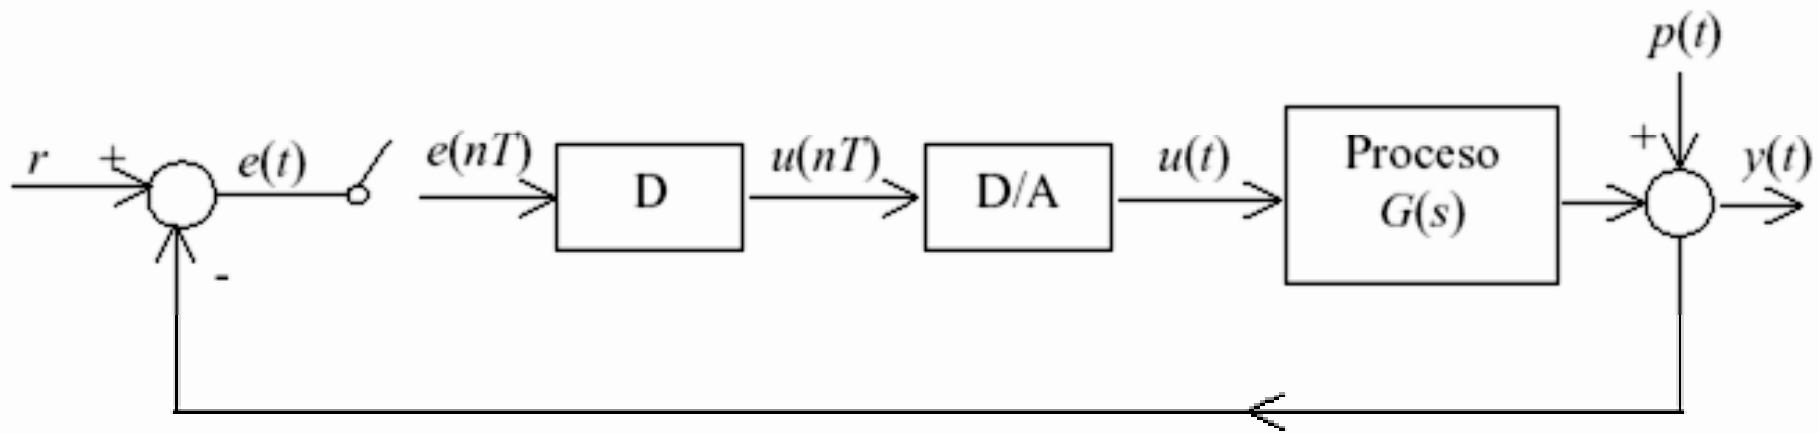 p(t)
r + e(t) e(nT) D u(nT) D/A u(t) Proceso + y(t)
G(s)
-